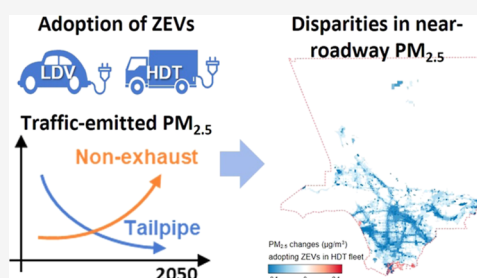 Adoption of ZEVs
LDV
HDT
Traffic-emitted PM2.5
Non-exhaust
Tailpipe
2050
Disparities in near-
roadway PM2.5
PM2.5 changes (μg/m³)
adopting ZEVs in HDT fleet